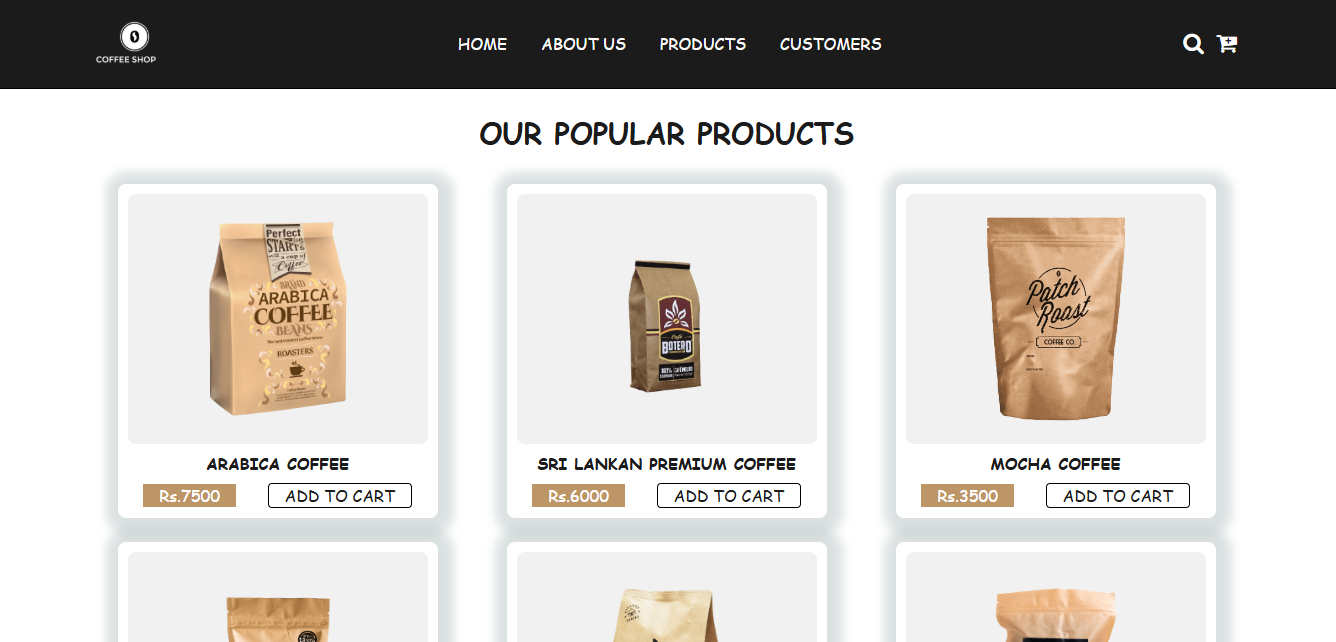 COFFEE SHOP
HOME ABOUT US PRODUCTS CUSTOMERS
OUR POPULAR PRODUCTS
Perfect
STARTS
with a cup of
Coffee
BRAND
ARABICA
COFFEE
BEANS
ROASTERS
Café
BOTERO
Patch
Roast
COFFEE CO.
ARABICA COFFEE
Rs.7500 ADD TO CART
SRI LANKAN PREMIUM COFFEE
Rs.6000 ADD TO CART
MOCHA COFFEE
Rs.3500 ADD TO CART